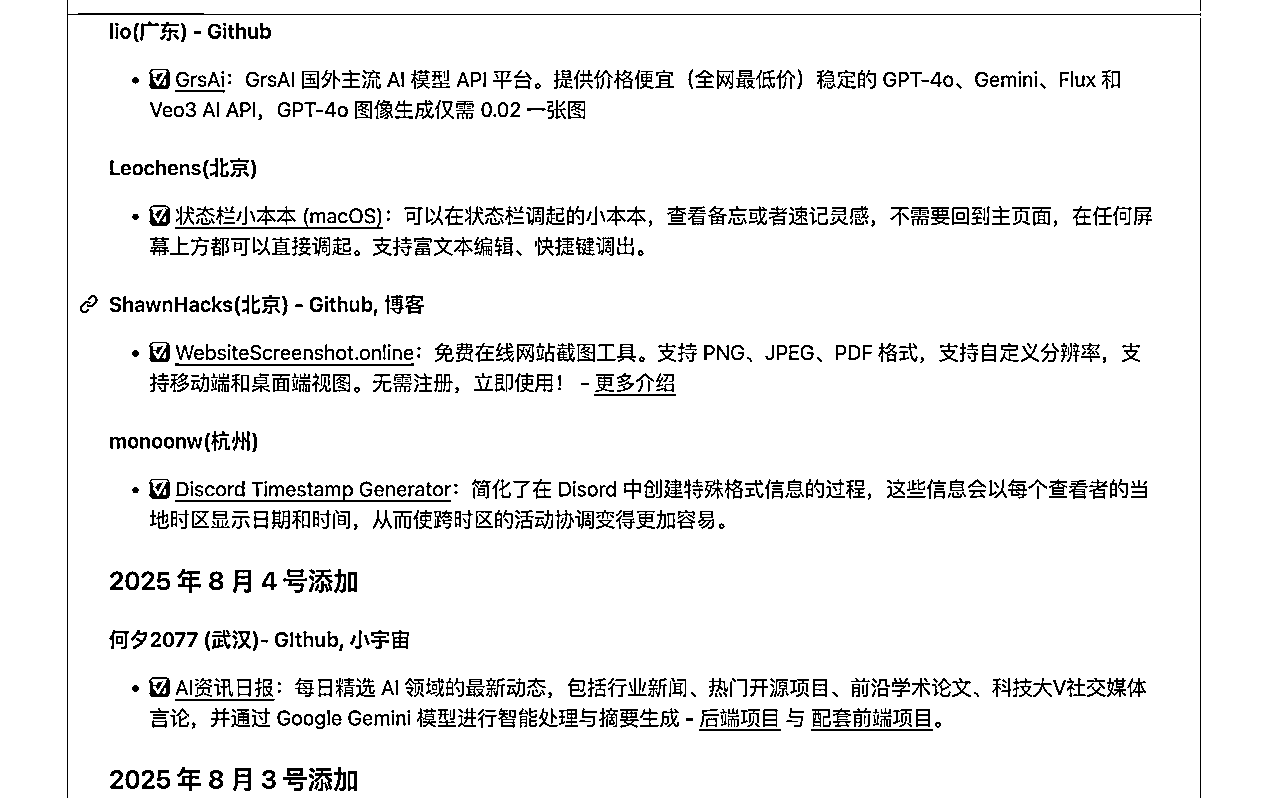 lio(广东) - Github
• ☑ GrsAi：GrsAI 国外主流 AI 模型 API 平台。提供价格便宜（全网最低价）稳定的 GPT-4o、Gemini、Flux 和
Veo3 AI API，GPT-4o 图像生成仅需 0.02 一张图
Leochens(北京)
• ☑ 状态栏小本本 (macOS)：可以在状态栏调起的小本本，查看备忘或者速记灵感，不需要回到主页面，在任何屏
幕上方都可以直接调起。支持富文本编辑、快捷键调出。
ShawnHacks(北京) - Github, 博客
• ☑ WebsiteScreenshot.online：免费在线网站截图工具。支持 PNG、JPEG、PDF 格式，支持自定义分辨率，支
持移动端和桌面端视图。无需注册，立即使用！ - 更多介绍
monoonw(杭州)
• ☑ Discord Timestamp Generator：简化了在 Disord 中创建特殊格式信息的过程，这些信息会以每个查看者的当
地时区显示日期和时间，从而使跨时区的活动协调变得更加容易。
2025 年 8 月 4 号添加
何夕2077 (武汉)- Github, 小宇宙
• ☑ AI资讯日报：每日精选 AI 领域的最新动态，包括行业新闻、热门开源项目、前沿学术论文、科技大V社交媒体
言论，并通过 Google Gemini 模型进行智能处理与摘要生成 - 后端项目 与 配套前端项目。
2025 年 8 月 3 号添加